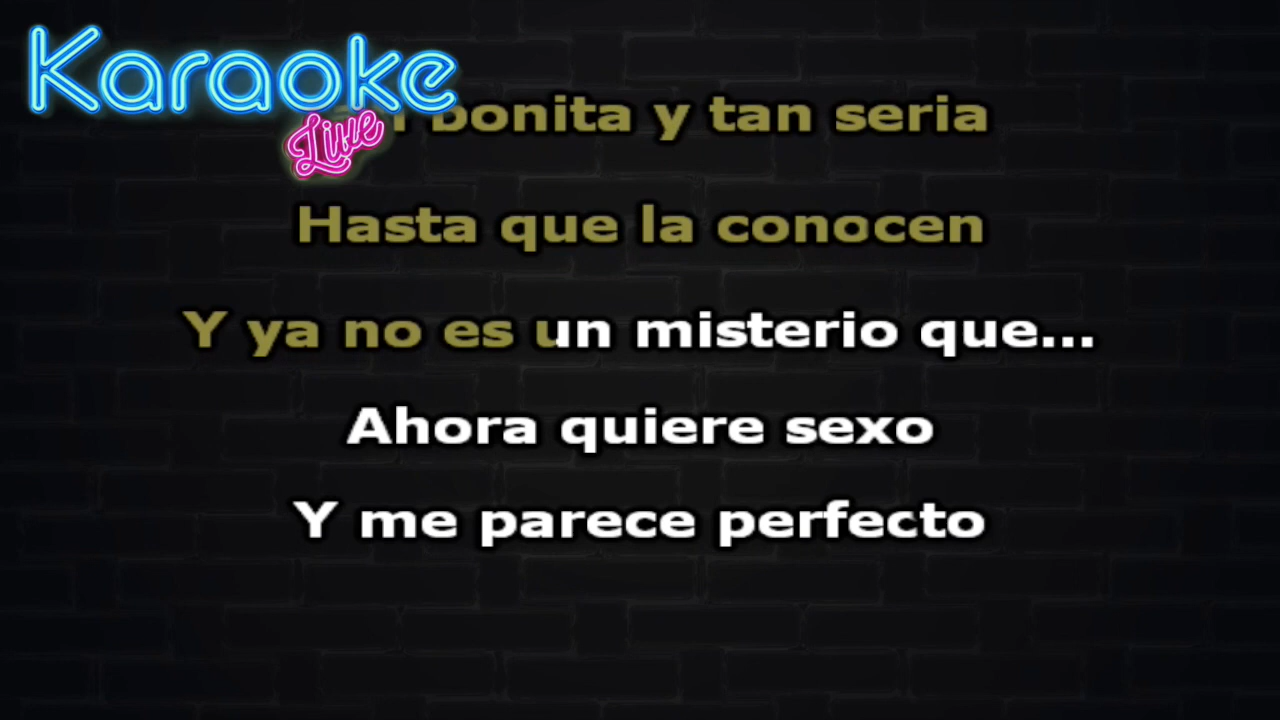 Karaoke
Live
bonita y tan seria
Hasta que la conocen
Y ya no es un misterio que...
Ahora quiere sexo
Y me parece perfecto